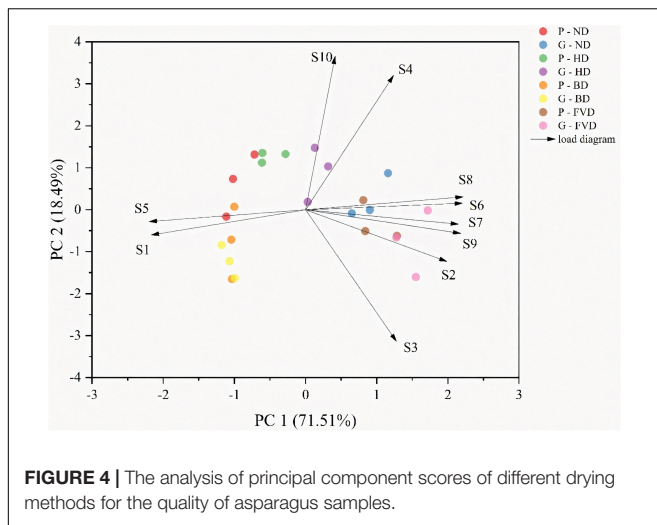 4
3
2
1
0
-1
-2
-3
-4
PC 2 (18.49%)
-3
-2
-1
0
1
2
3
PC 1 (71.51%)
S10
S4
S8
S6
S7
S9
S2
S3
S5
S1
P - ND
G - ND
P - HD
G - HD
P - BD
G - BD
P - FVD
G - FVD
load diagram
FIGURE 4 | The analysis of principal component scores of different drying
methods for the quality of asparagus samples.